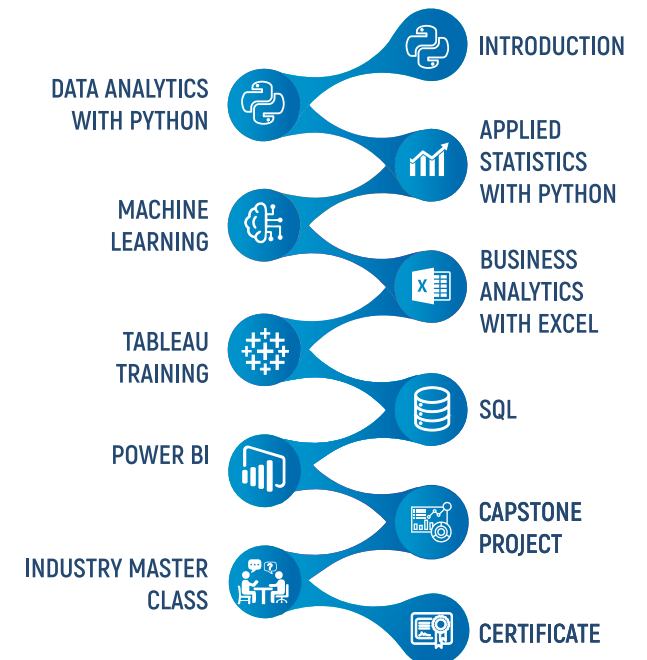 INTRODUCTION
DATA ANALYTICS
WITH PYTHON
APPLIED
STATISTICS
WITH PYTHON
MACHINE
LEARNING
BUSINESS
ANALYTICS
WITH EXCEL
X
TABLEAU
TRAINING
SQL
POWER BI
CAPSTONE
PROJECT
INDUSTRY MASTER
CLASS
?
CERTIFICATE